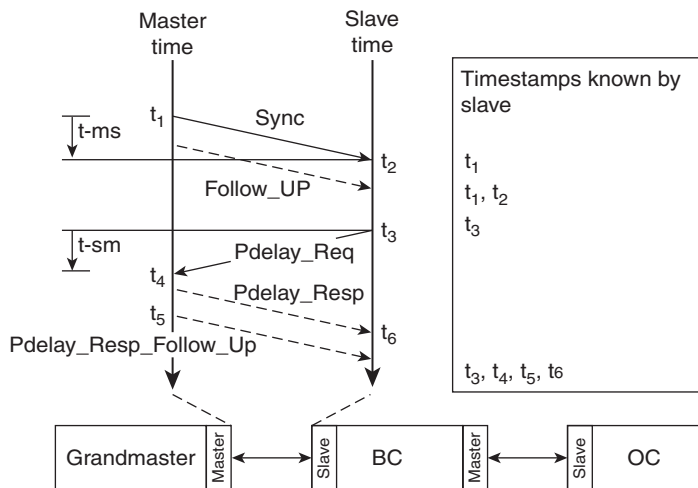 Master
time
Slave
time
Timestamps known by
slave
t1
Sync
t-ms
t2
t1
Follow_UP
t1, t2
t3
t3
t-sm
Pdelay_Req
t4
Pdelay_Resp
t5
t6
Pdelay_Resp_Follow_Up
t3, t4, t5, t6
Grandmaster
Master
Slave
BC
Master
Slave
OC